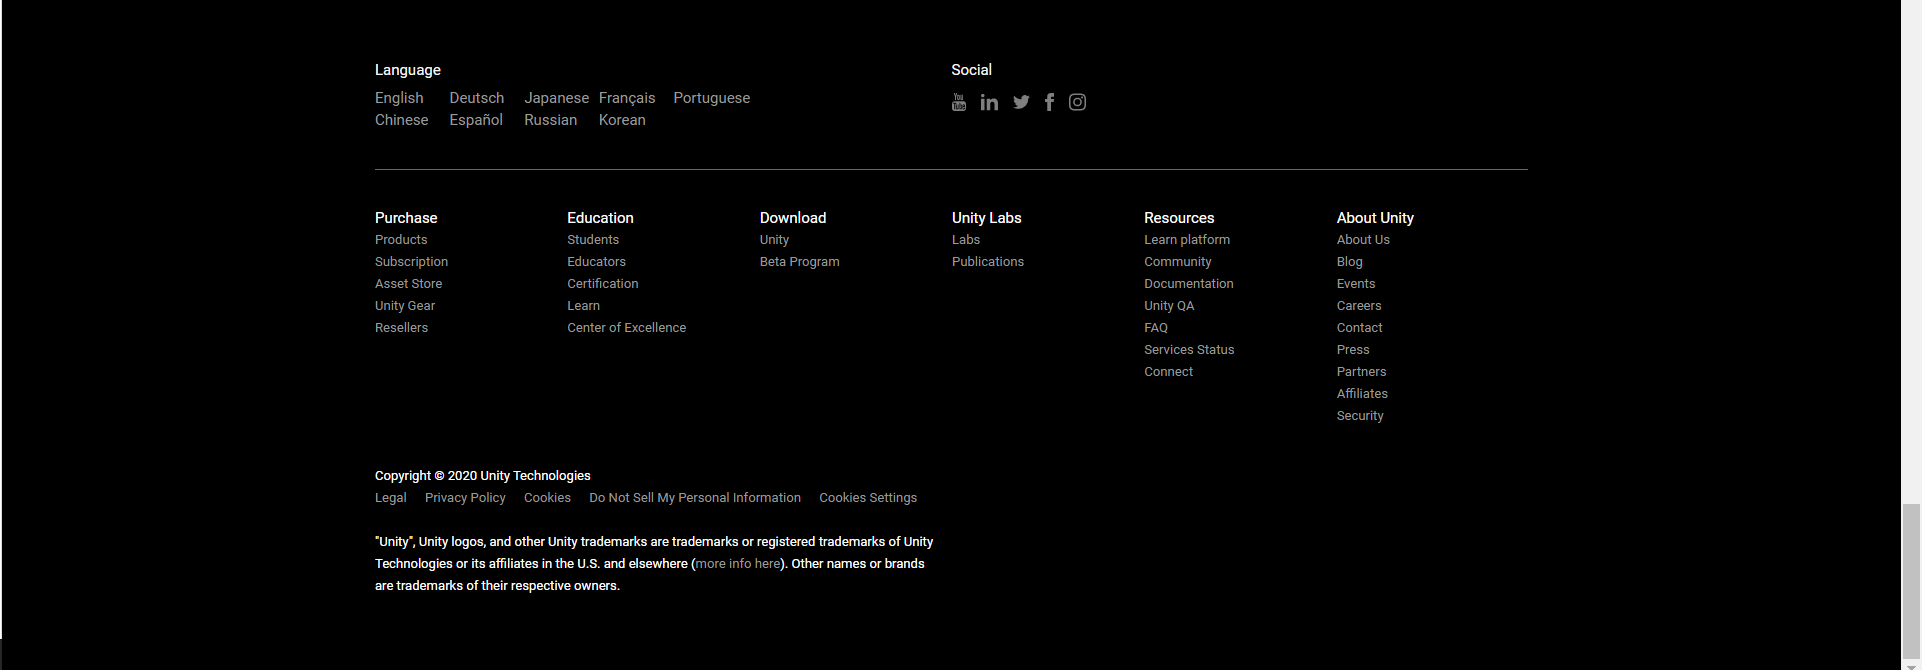 Language
English Deutsch Japanese Français Portuguese
Chinese Español Russian Korean
Social
You Tube
in
Purchase
Products
Subscription
Asset Store
Unity Gear
Resellers
Education
Students
Educators
Certification
Learn
Center of Excellence
Download
Unity
Beta Program
Unity Labs
Labs
Publications
Resources
Learn platform
Community
Documentation
Unity QA
FAQ
Services Status
Connect
About Unity
About Us
Blog
Events
Careers
Contact
Press
Partners
Affiliates
Security
Copyright © 2020 Unity Technologies
Legal Privacy Policy Cookies Do Not Sell My Personal Information Cookies Settings
"Unity", Unity logos, and other Unity trademarks are trademarks or registered trademarks of Unity
Technologies or its affiliates in the U.S. and elsewhere (more info here). Other names or brands
are trademarks of their respective owners.